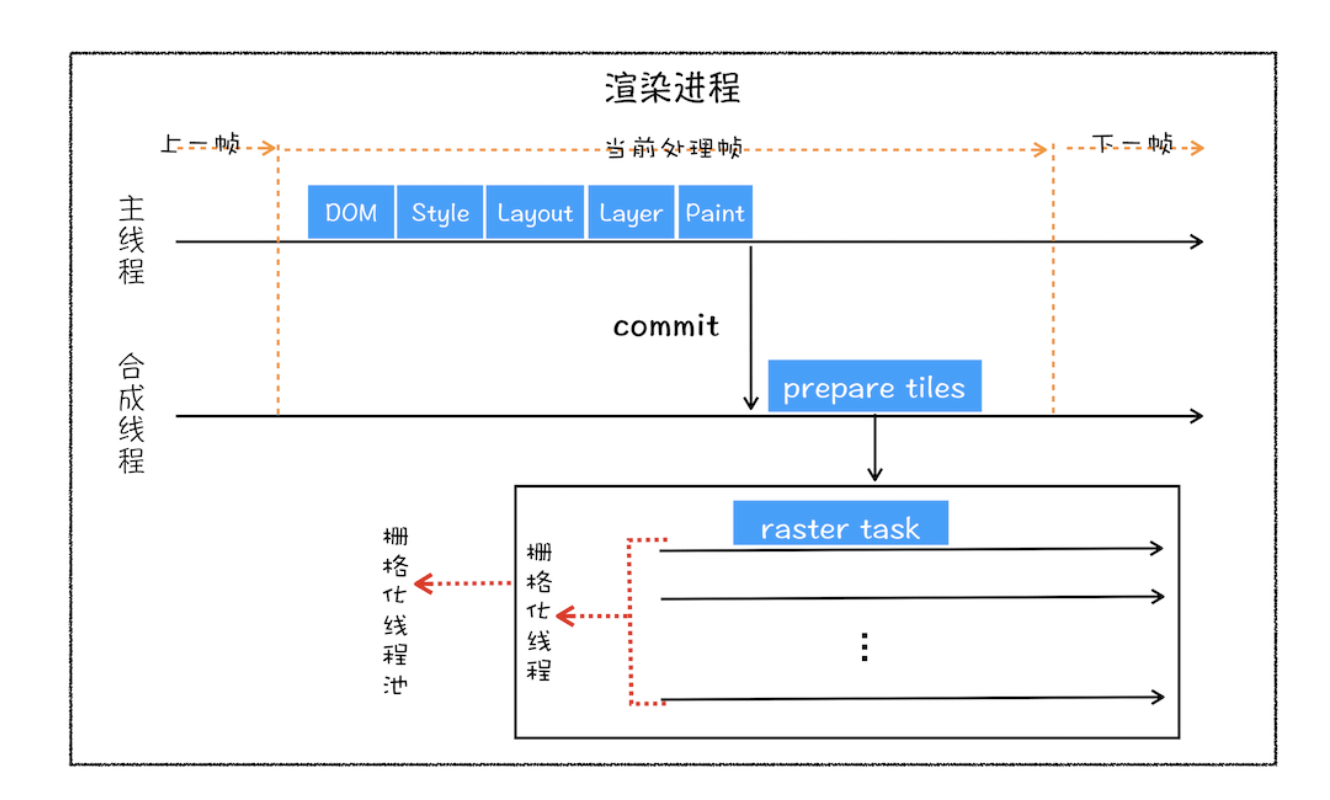 渲染进程
上一帧
当前处理帧
下一帧
主线程
DOM
Style
Layout
Layer
Paint
commit
合成线程
prepare tiles
栅格化线程池
栅格化线程
raster task